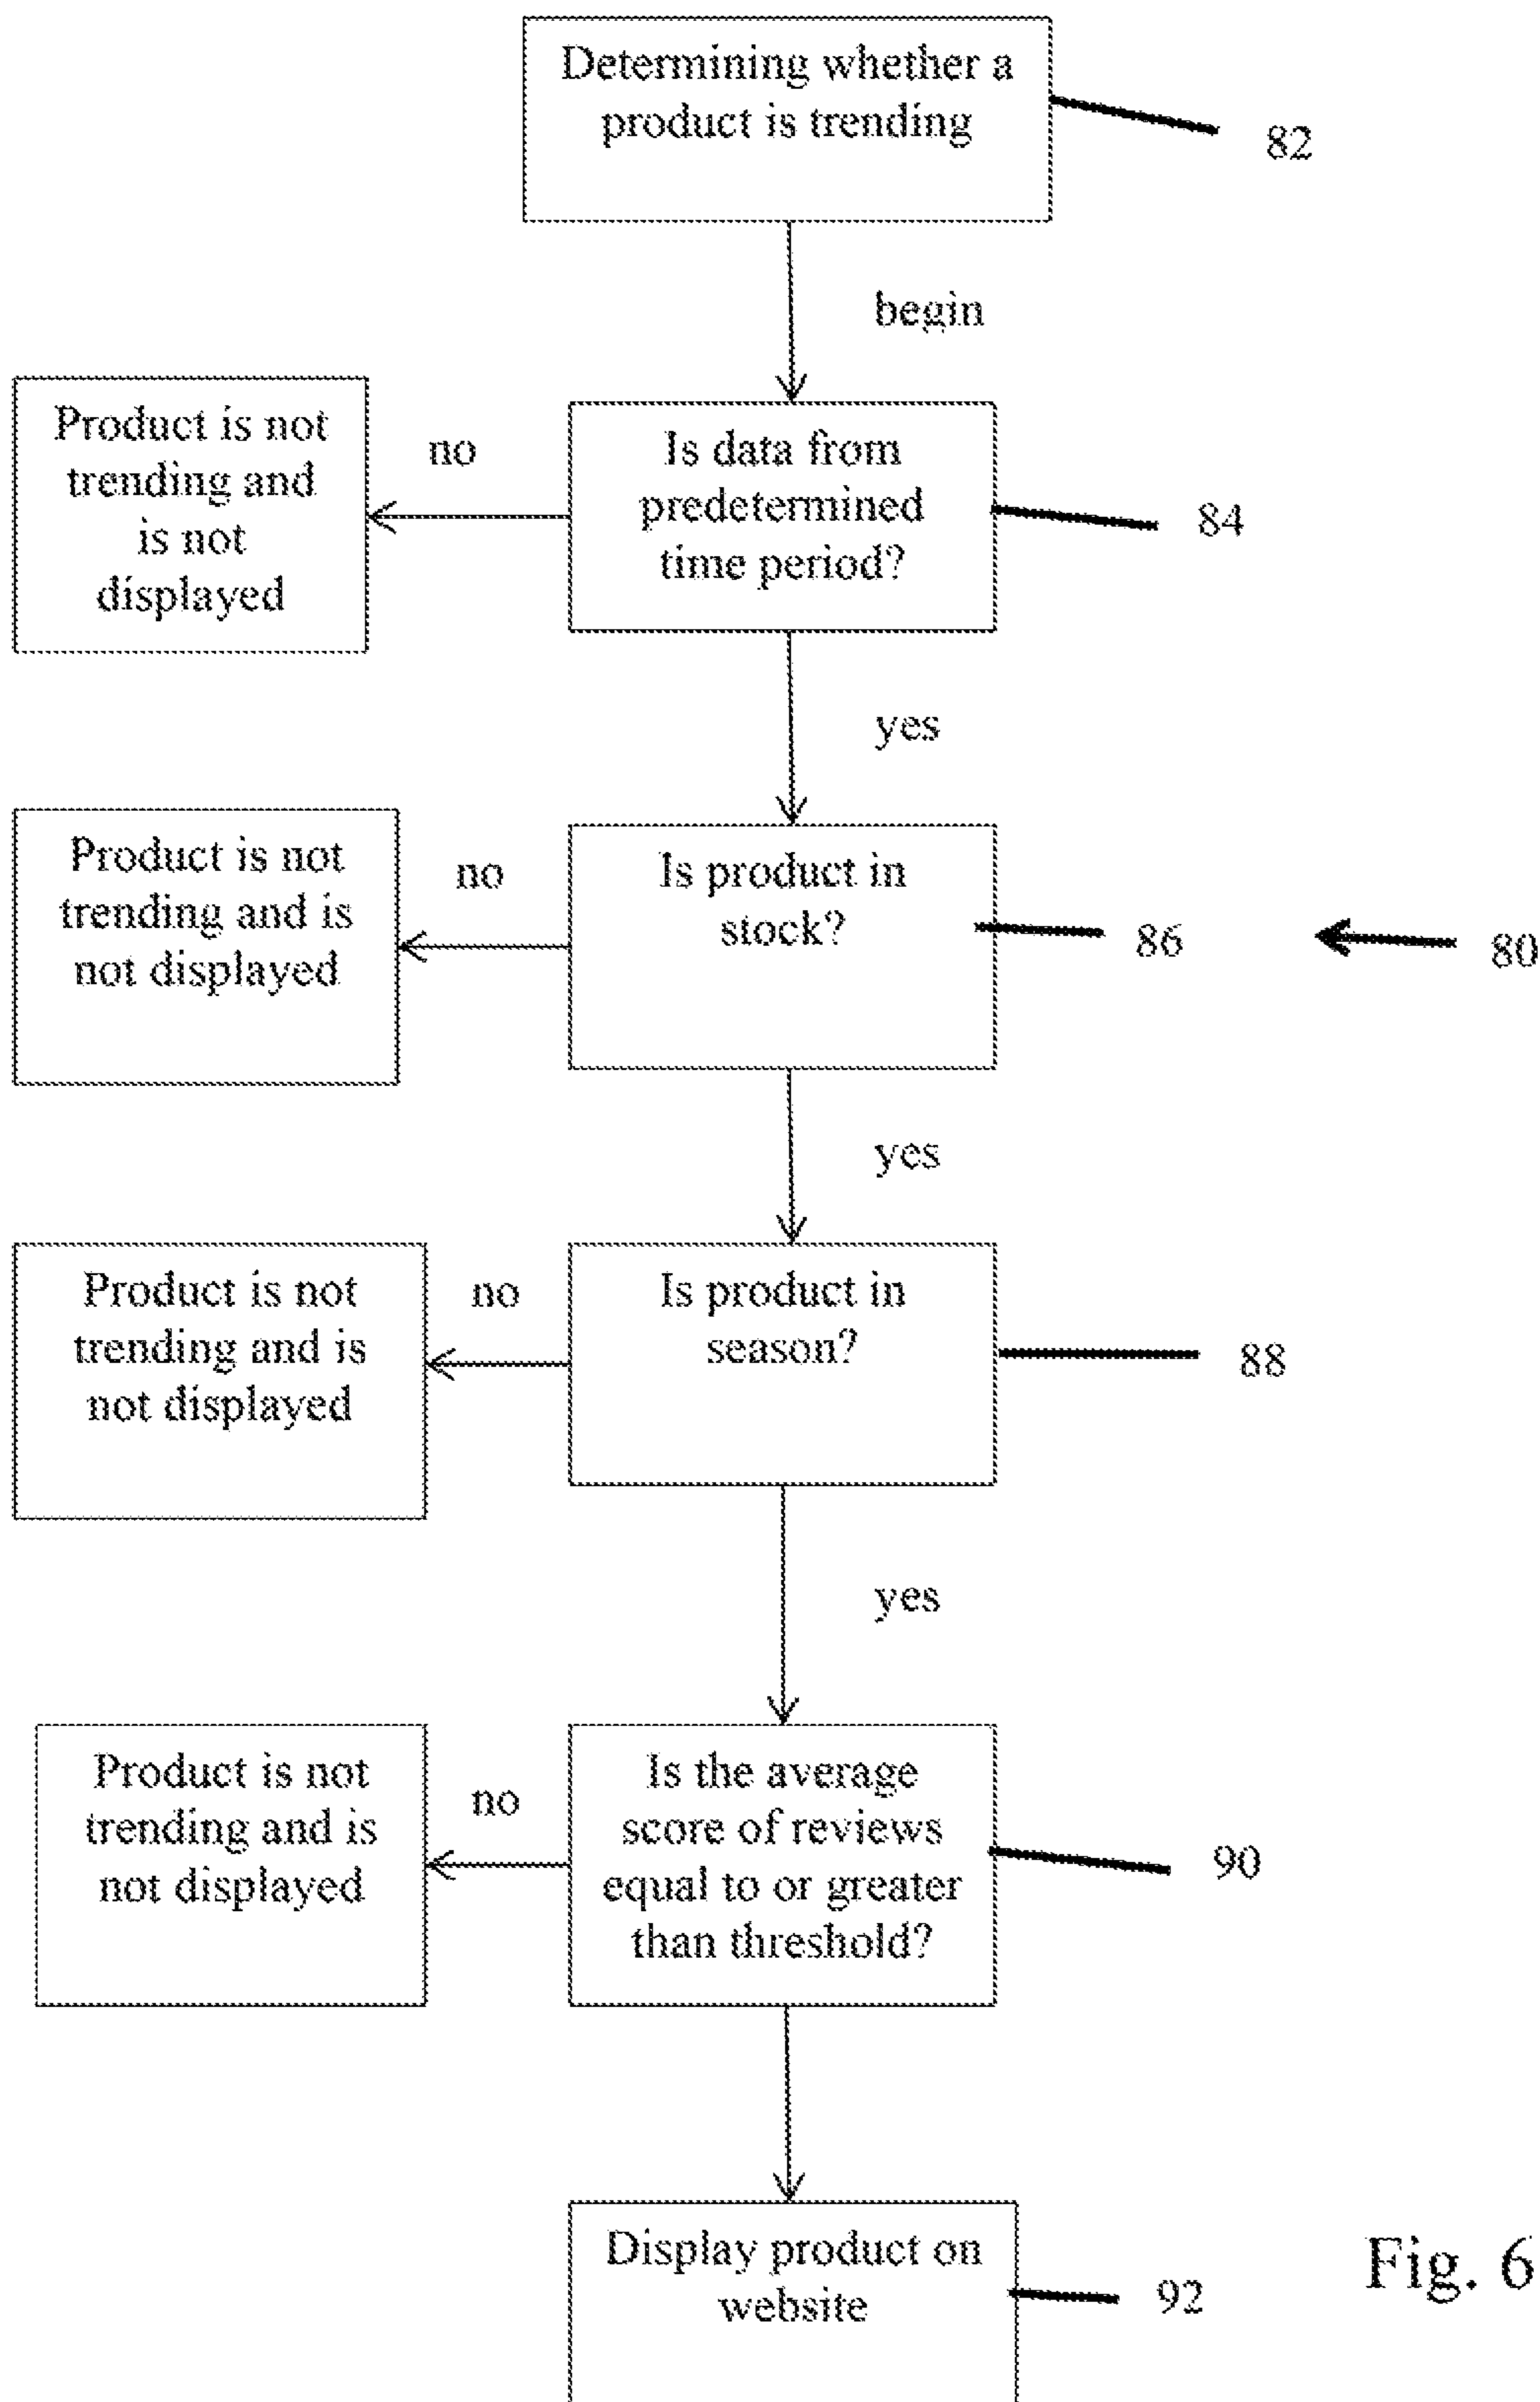 Determining whether a
product is trending
82
begin
Product is not
trending and
is not
displayed
no
Is data from
predetermined
time period?
84
yes
Product is not
trending and is
not displayed
no
Is product in
stock?
86
80
yes
Product is not
trending and is
not displayed
no
Is product in
season?
88
yes
Product is not
trending and is
not displayed
no
Is the average
score of reviews
equal to or greater
than threshold?
90
Display product on
website
92
Fig. 6